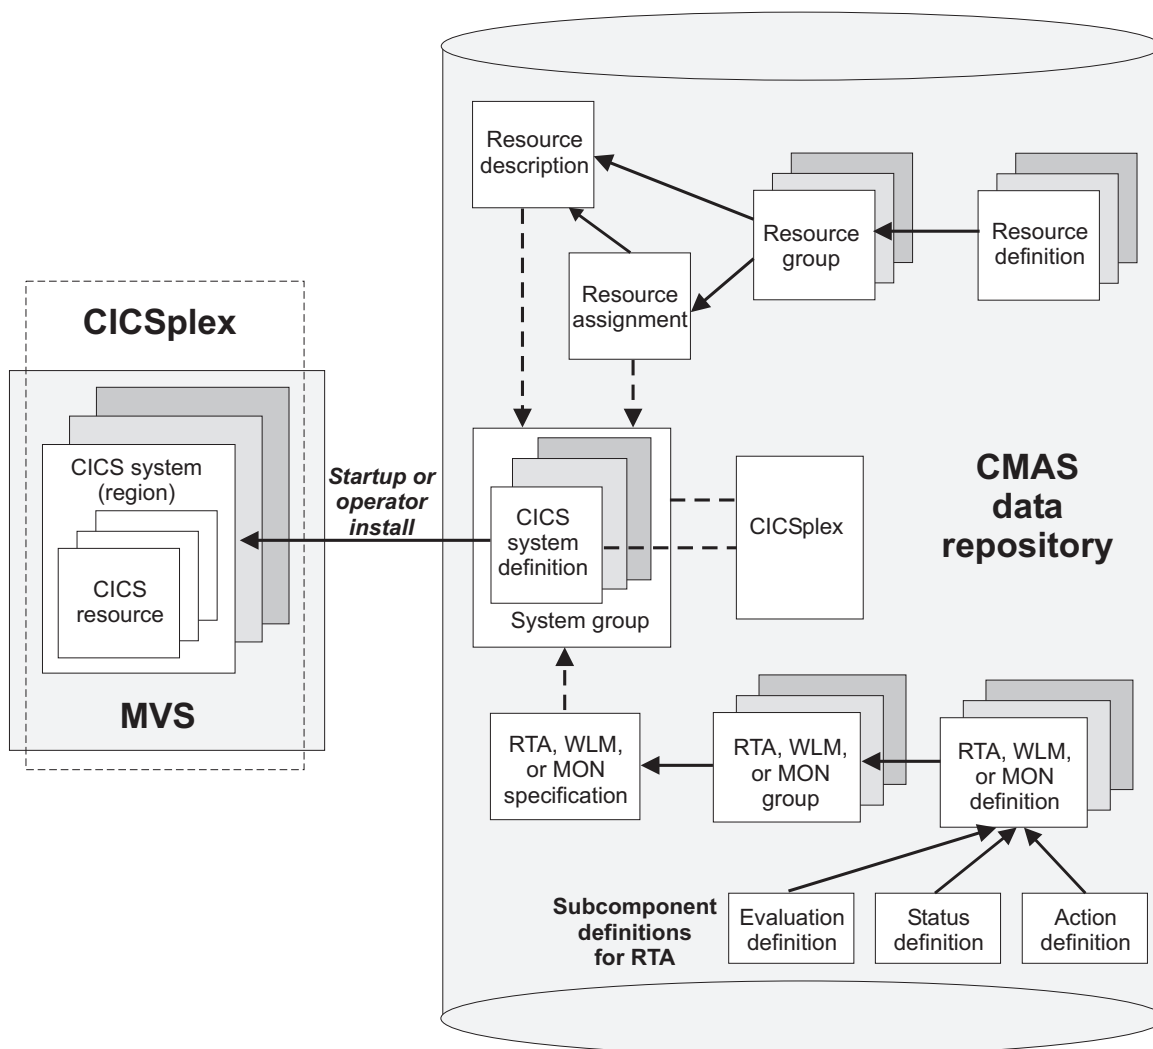 Resource
description
Resource
group
Resource
definition
Resource
assignment
CICSplex
CICS system
(region)
CICS
resource
MVS
Startup or
operator
install
CICS
system
definition
System group
CICSplex
CMAS
data
repository
RTA, WLM,
or MON
specification
RTA, WLM,
or MON
group
RTA, WLM,
or MON
definition
Subcomponent
definitions
for RTA
Evaluation
definition
Status
definition
Action
definition